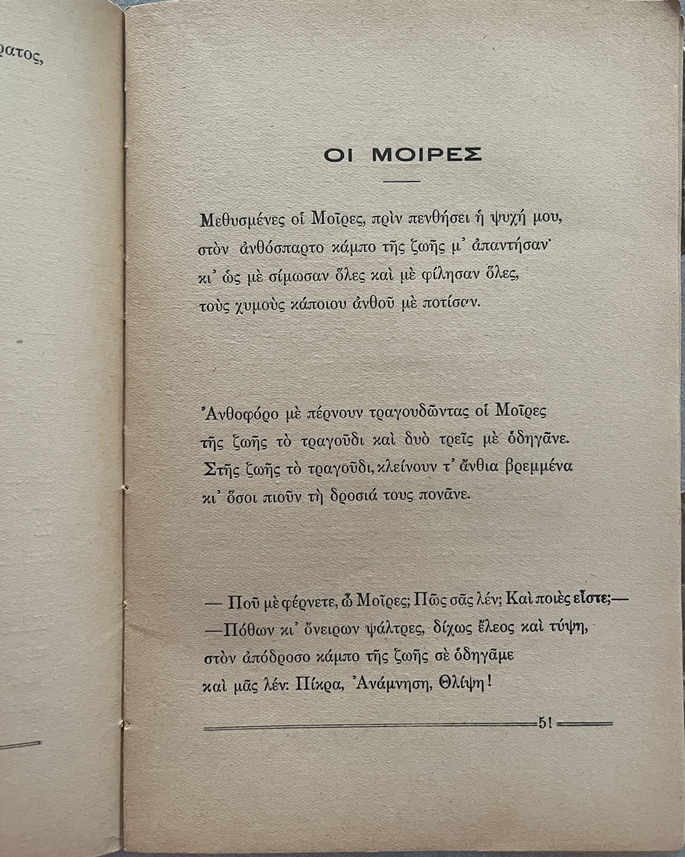 ρατος,
ΟΙ ΜΟΙΡΕΣ
Μεθυσμένες οἱ Μοῖρες, πρὶν πενθήσει ἡ ψυχή μου,
στὸν ἀνθόσπαρτο κάμπο τῆς ζωῆς μ' ἀπαντήσαν·
κι' ὡς μὲ σίμωσαν ὅλες καὶ μὲ φίλησαν ὅλες,
τοὺς χυμοὺς κάποιου ἀνθοῦ μὲ ποτίσαν.
Ἀνθοφόρο μὲ πέρνουν τραγουδῶντας οἱ Μοῖρες
τῆς ζωῆς τὸ τραγοῦδι καὶ δυὸ τρεῖς μὲ ὁδηγᾶνε.
Στῆς ζωῆς τὸ τραγοῦδι, κλείνουν τ' ἄνθια βρεμμένα
κι' ὅσοι πιοῦν τὴ δροσιά τους πονᾶνε.
— Ποῦ μὲ φέρνετε, ὦ Μοῖρες; Πῶς σᾶς λέν; Καὶ ποιὲς εἶστε;—
—Πόθων κι' ὄνειρων ψάλτρες, δίχως ἔλεος καὶ τύψη,
στὸν ἀπόδροσο κάμπο τῆς ζωῆς σὲ ὁδηγᾶμε
καὶ μᾶς λέν: Πίκρα, Ἀνάμνηση, Θλίψη!
51